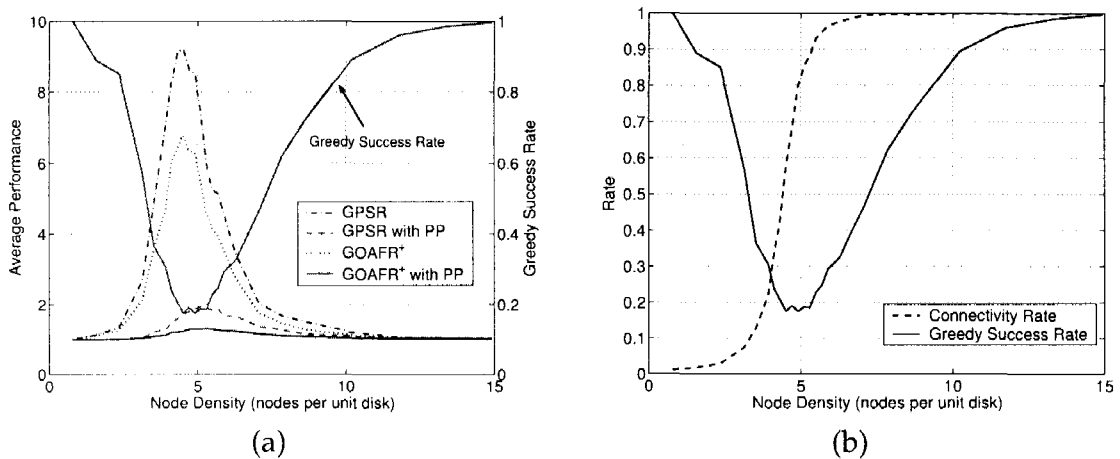 10
8
6
4
2
0
Average Performance
1
0.8
0.6
0.4
0.2
0
Greedy Success Rate
Greedy Success Rate
GPSR
GPSR with PP
GOAFR+
GOAFR+ with PP
0 5 10 15
Node Density (nodes per unit disk)
(a)
1
0.9
0.8
0.7
0.6
0.5
0.4
0.3
0.2
0.1
0
Rate
Connectivity Rate
Greedy Success Rate
0 5 10 15
Node Density (nodes per unit disk)
(b)